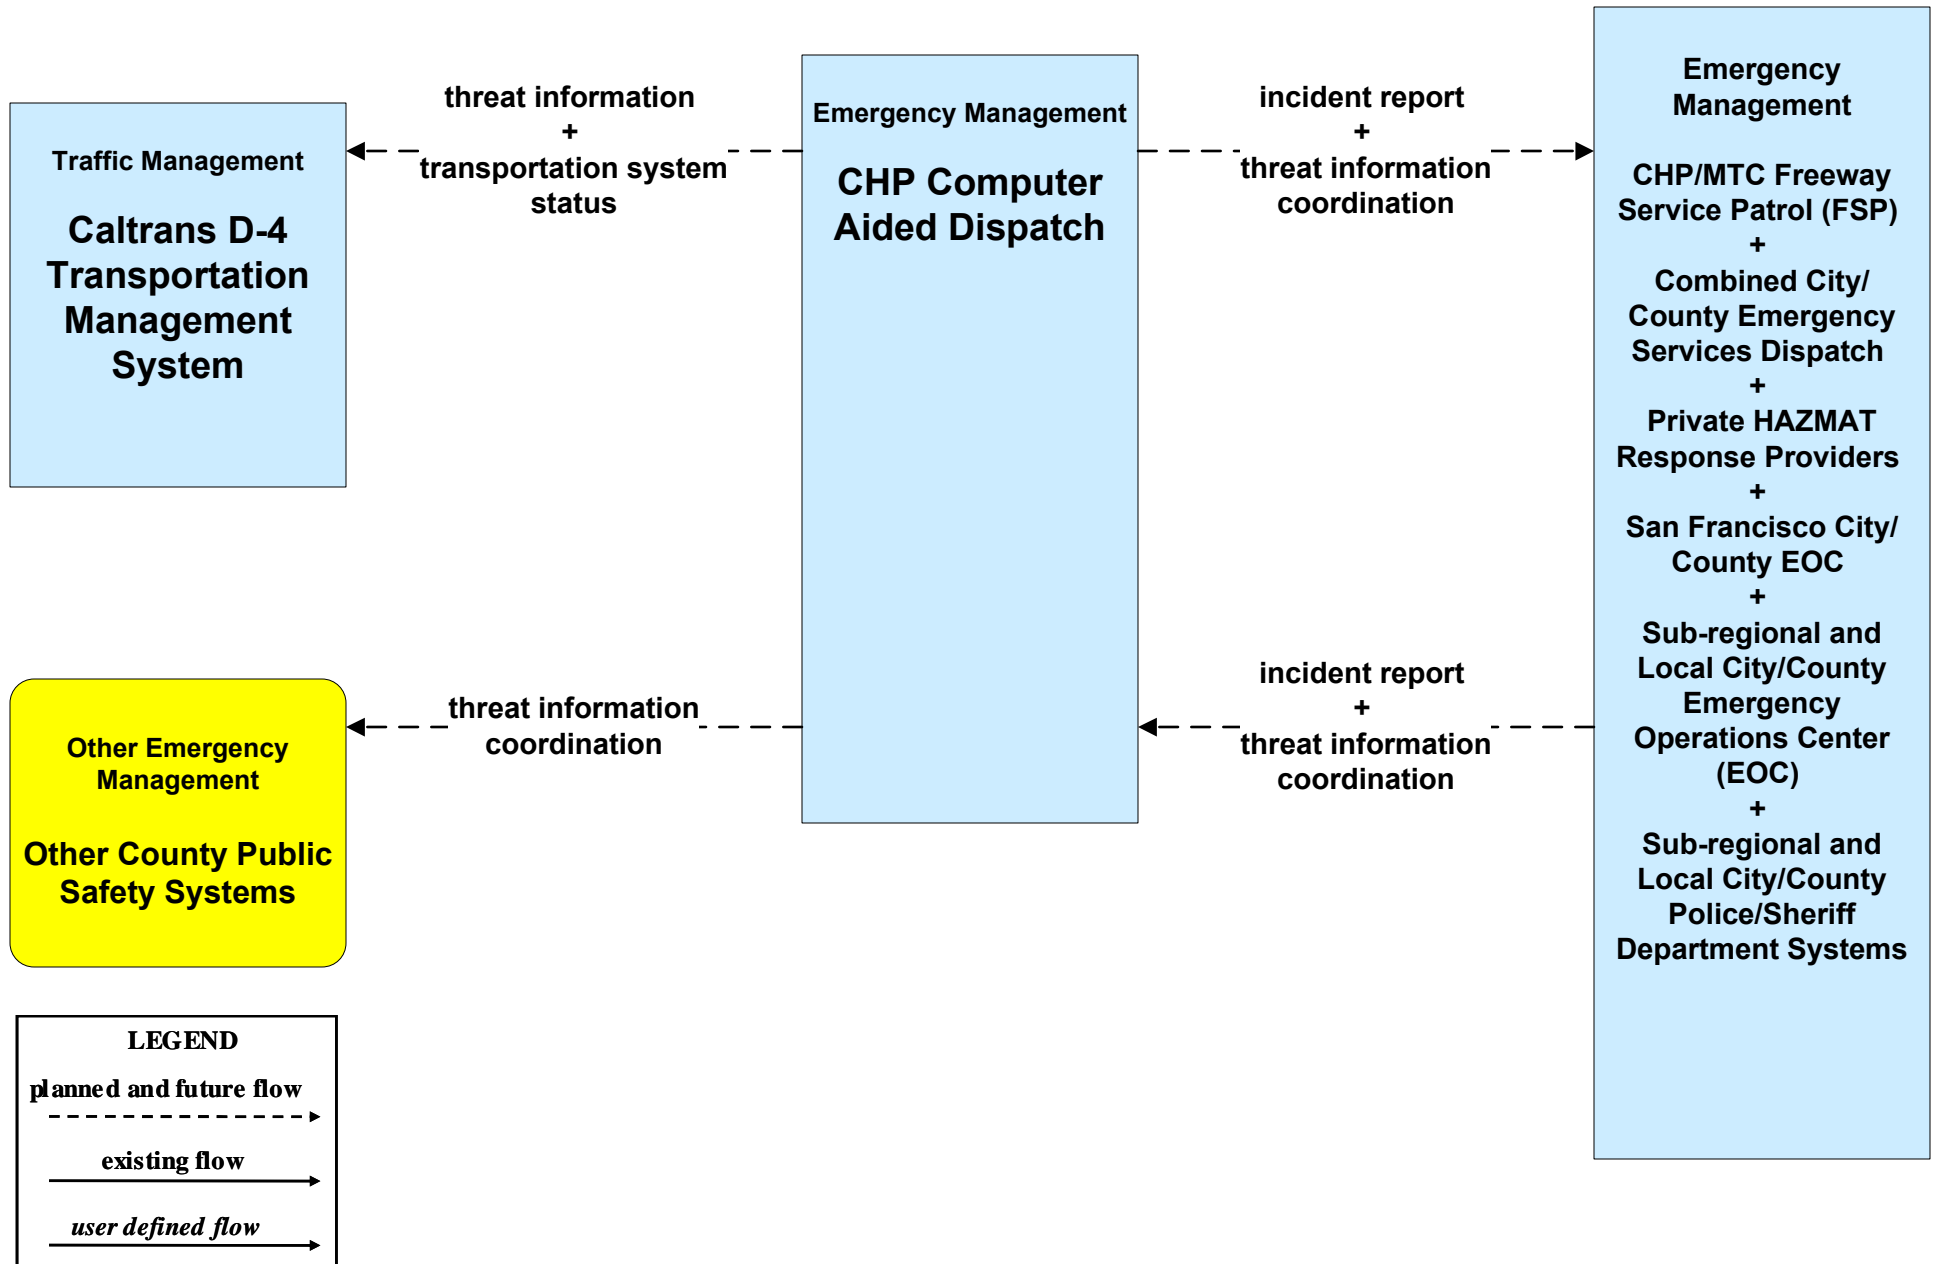 Traffic Management
Caltrans D-4
Transportation
Management
System
threat information
+
transportation system
status
Emergency Management
CHP Computer
Aided Dispatch
incident report
+
threat information
coordination
Emergency
Management
CHP/MTC Freeway
Service Patrol (FSP)
+
Combined City/
County Emergency
Services Dispatch
+
Private HAZMAT
Response Providers
+
San Francisco City/
County EOC
+
Sub-regional and
Local City/County
Emergency
Operations Center
(EOC)
+
Sub-regional and
Local City/County
Police/Sheriff
Department Systems
Other Emergency
Management
Other County Public
Safety Systems
threat information
coordination
incident report
+
threat information
coordination
LEGEND
planned and future flow
existing flow
user defined flow